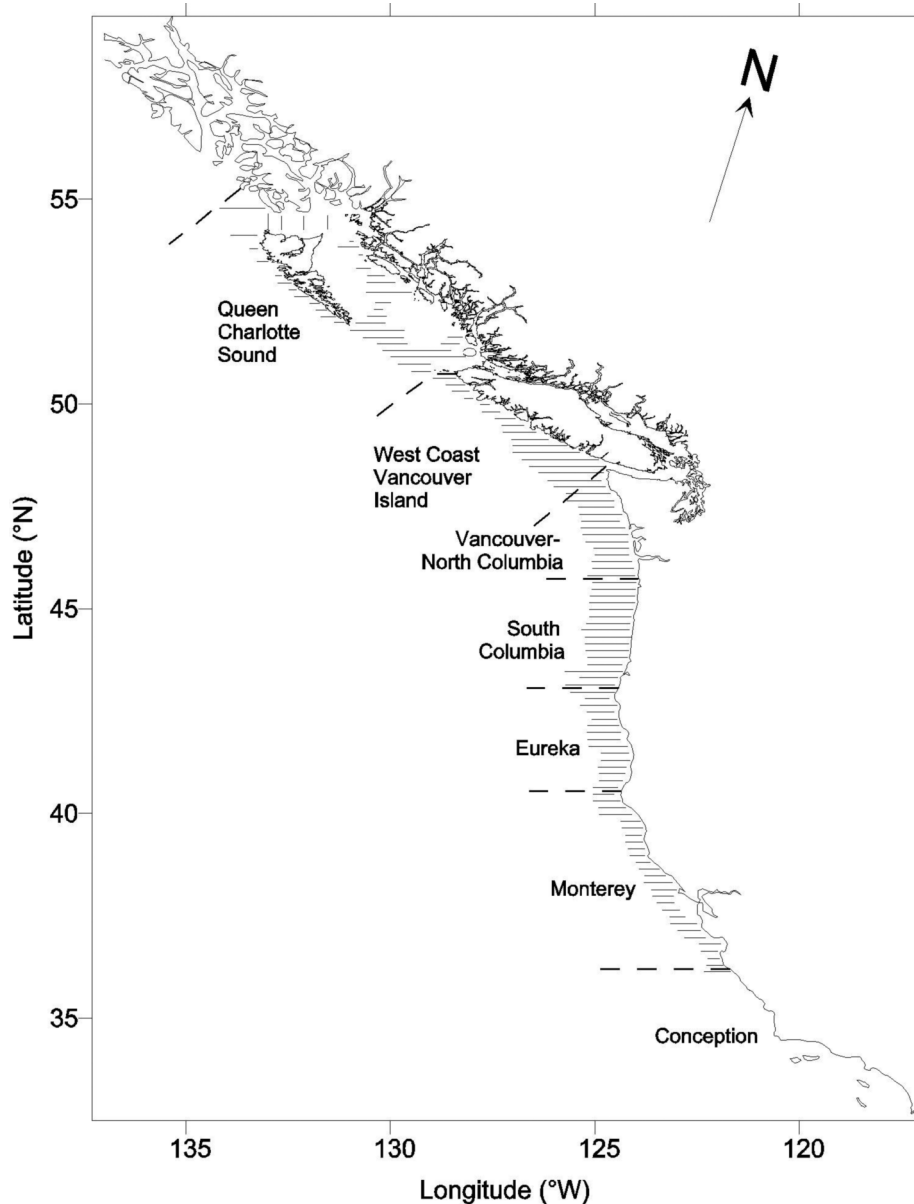 N
55
Queen
Charlotte
Sound
50
West Coast
Vancouver
Island
Vancouver-
North Columbia
45
South
Columbia
Eureka
40
Monterey
35
Conception
Latitude (°N)
135
130
125
120
Longitude (°W)